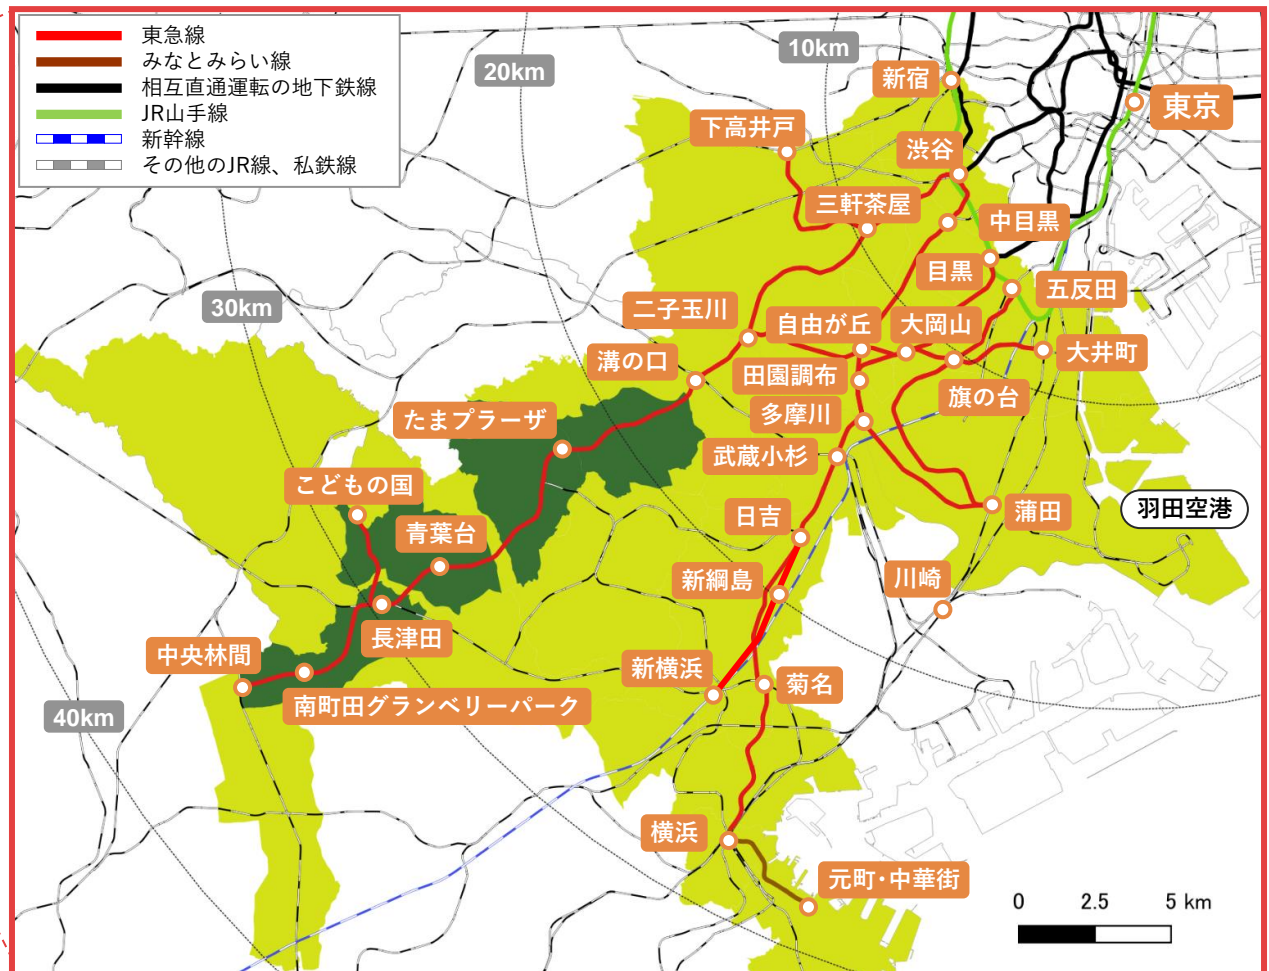 東急線
みなとみらい線
相互直通運転の地下鉄線
JR山手線
新幹線
その他のJR線、私鉄線
10km
20km
30km
40km
新宿
東京
下高井戸
渋谷
三軒茶屋
中目黒
目黒
五反田
二子玉川
自由が丘
大岡山
大井町
溝の口
田園調布
旗の台
たまプラーザ
多摩川
武蔵小杉
こどもの国
日吉
蒲田
羽田空港
青葉台
新綱島
川崎
長津田
中央林間
新横浜
菊名
南町田グランベリーパーク
横浜
元町・中華街
0 2.5 5 km